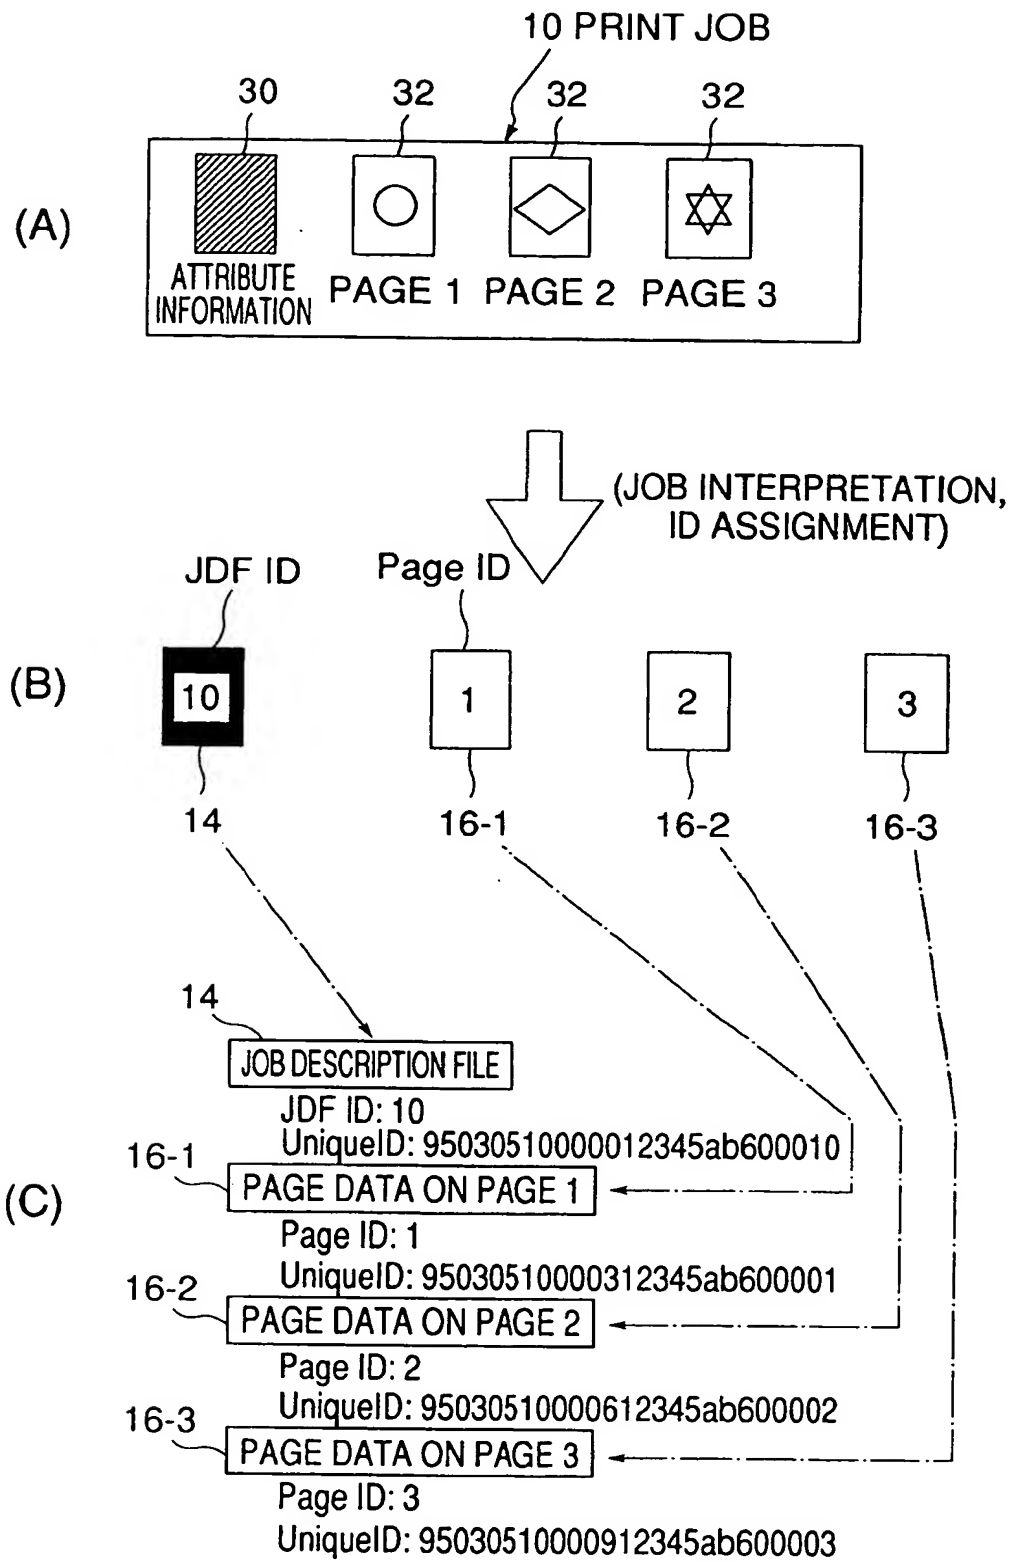 10 PRINT JOB
30 32 32 32
(A)
ATTRIBUTE
INFORMATION
PAGE 1 PAGE 2 PAGE 3
(JOB INTERPRETATION,
ID ASSIGNMENT)
JDF ID Page ID
(B)
10 1 2 3
14 16-1 16-2 16-3
14
JOB DESCRIPTION FILE
JDF ID: 10
UniqueID: 95030510000012345ab600010
16-1
(C)
PAGE DATA ON PAGE 1
Page ID: 1
UniqueID: 95030510000312345ab600001
16-2
PAGE DATA ON PAGE 2
Page ID: 2
UniqueID: 95030510000612345ab600002
16-3
PAGE DATA ON PAGE 3
Page ID: 3
UniqueID: 95030510000912345ab600003